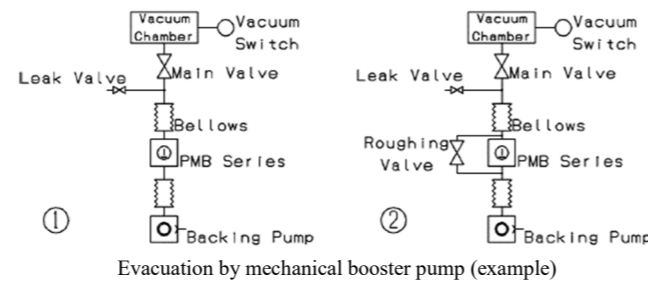 Vacuum
Chamber
Vacuum
Switch
Main Valve
Leak Valve
Bellows
PMB Series
①
Backing Pump
Vacuum
Chamber
Vacuum
Switch
Main Valve
Leak Valve
Bellows
Roughing
Valve
PMB Series
②
Backing Pump
Evacuation by mechanical booster pump (example)